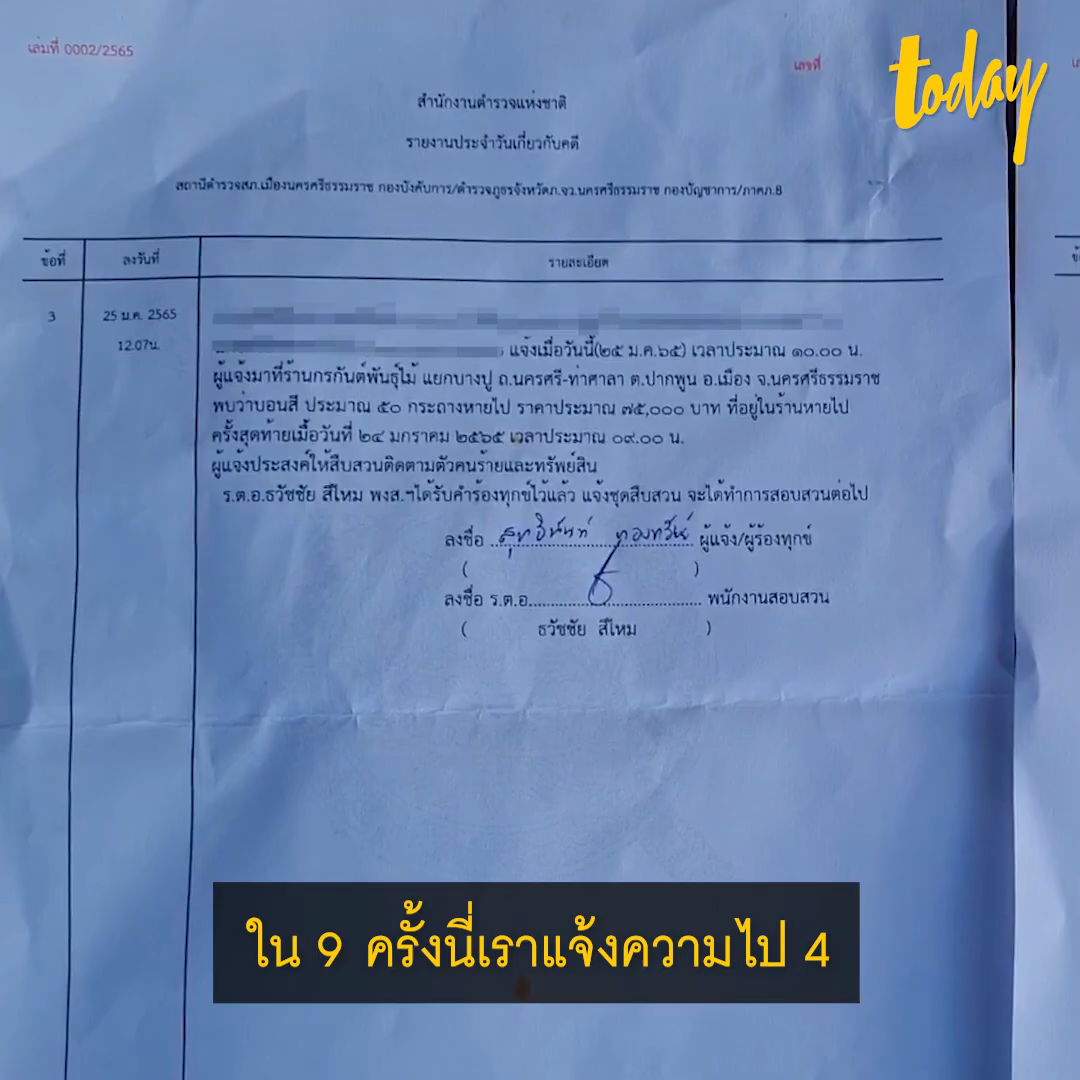 เล่มที่ 0002/2565
เลขที่
today
สำนักงานตำรวจแห่งชาติ
รายงานประจำวันเกี่ยวกับคดี
สถานีตำรวจสภ.เมืองนครศรีธรรมราช กองบังคับการ/ตำรวจภูธรจังหวัดภ.จว.นครศรีธรรมราช กองบัญชาการ/ภาคภ.8
ข้อที่ ลงวันที่ รายละเอียด
3 25 ม.ค. 2565
12.07น.
แจ้งเมื่อวันนี้(๒๕ ม.ค.๖๕) เวลาประมาณ ๑๐.๐๐ น.
ผู้แจ้งมาที่ร้านกรกันต์พันธุ์ไม้ แยกบางปู ถ.นครศรี-ท่าศาลา ต.ปากพูน อ.เมือง จ.นครศรีธรรมราช
พบว่าบอนสี ประมาณ ๕๐ กระถางหายไป ราคาประมาณ ๗๕,๐๐๐ บาท ที่อยู่ในร้านหายไป
ครั้งสุดท้ายเมื่อวันที่ ๒๔ มกราคม ๒๕๖๕ เวลาประมาณ ๐๙.๐๐ น.
ผู้แจ้งประสงค์ให้สืบสวนติดตามตัวคนร้ายและทรัพย์สิน
ร.ต.อ.ธวัชชัย สีไหม พงส.ฯได้รับคำร้องทุกข์ไว้แล้ว แจ้งชุดสืบสวน จะได้ทำการสอบสวนต่อไป
ลงชื่อ ผู้แจ้ง/ผู้ร้องทุกข์
( )
ลงชื่อ ร.ต.อ. พนักงานสอบสวน
( ธวัชชัย สีไหม )
ใน 9 ครั้งนี่เราแจ้งความไป 4